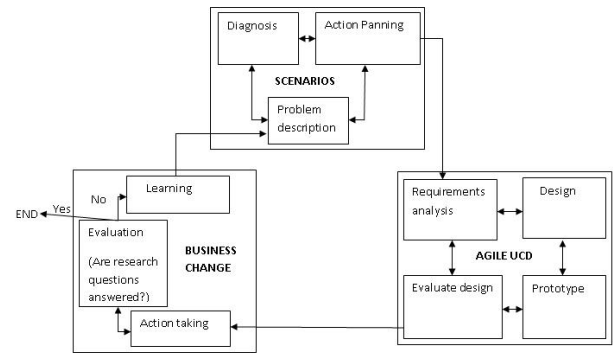 Diagnosis
Action Panning
SCENARIOS
Problem
description
Learning
No
Yes
END
Evaluation
(Are research
questions
answered?)
BUSINESS
CHANGE
Action taking
Requirements
analysis
Design
AGILE UCD
Evaluate design
Prototype